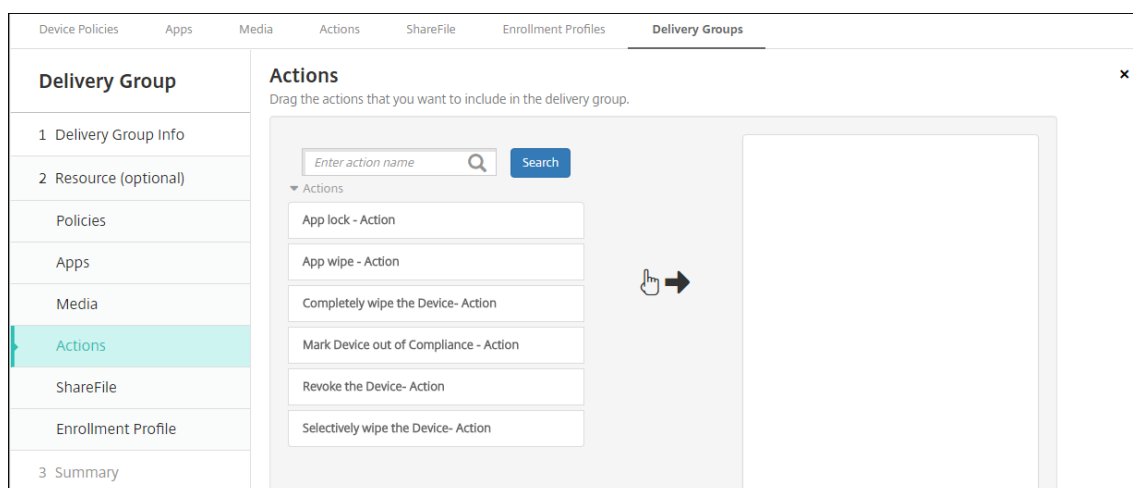 Device Policies Apps Media Actions ShareFile Enrollment Profiles Delivery Groups
Delivery Group
1 Delivery Group Info
2 Resource (optional)
Policies
Apps
Media
Actions
ShareFile
Enrollment Profile
3 Summary
Actions
Drag the actions that you want to include in the delivery group.
Enter action name Search
Actions
App lock - Action
App wipe - Action
Completely wipe the Device- Action
Mark Device out of Compliance - Action
Revoke the Device- Action
Selectively wipe the Device- Action